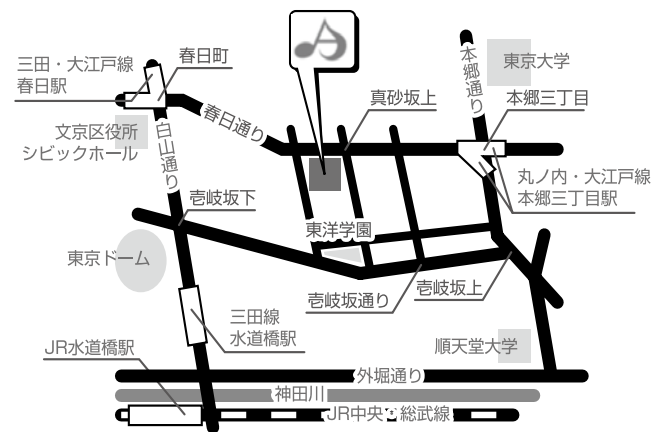 三田・大江戸線
春日駅
春日町
文京区役所
シビックホール
白山通り
春日通り
真砂坂上
本郷通り
東京大学
本郷三丁目
丸ノ内・大江戸線
本郷三丁目駅
壱岐坂下
東洋学園
東京ドーム
壱岐坂通り
壱岐坂上
三田線
水道橋駅
JR水道橋駅
順天堂大学
外堀通り
神田川
JR中央・総武線